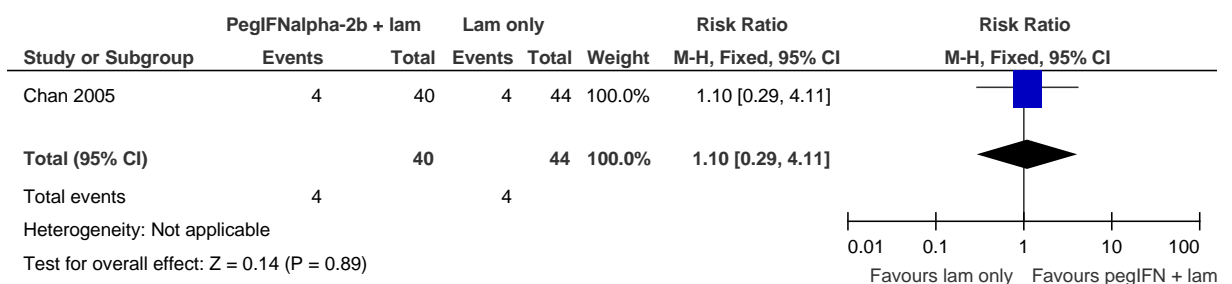 PegIFNalpha-2b + lam Lam only Risk Ratio Risk Ratio
Study or Subgroup Events Total Events Total Weight M-H, Fixed, 95% CI M-H, Fixed, 95% CI
Chan 2005 4 40 4 44 100.0% 1.10 [0.29, 4.11]
Total (95% CI) 40 44 100.0% 1.10 [0.29, 4.11]
Total events 4 4
Heterogeneity: Not applicable
Test for overall effect: Z = 0.14 (P = 0.89)
0.01 0.1 1 10 100
Favours lam only Favours pegIFN + lam